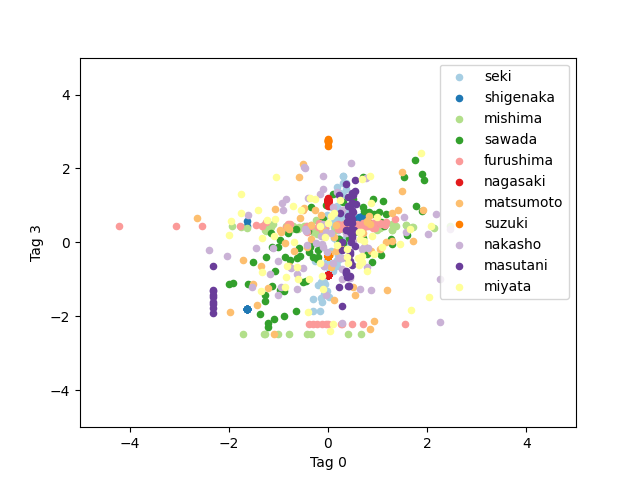 4
2
0
−2
−4
Tag 3
−4
−2
0
2
4
Tag 0
seki
shigenaka
mishima
sawada
furushima
nagasaki
matsumoto
suzuki
nakasho
masutani
miyata